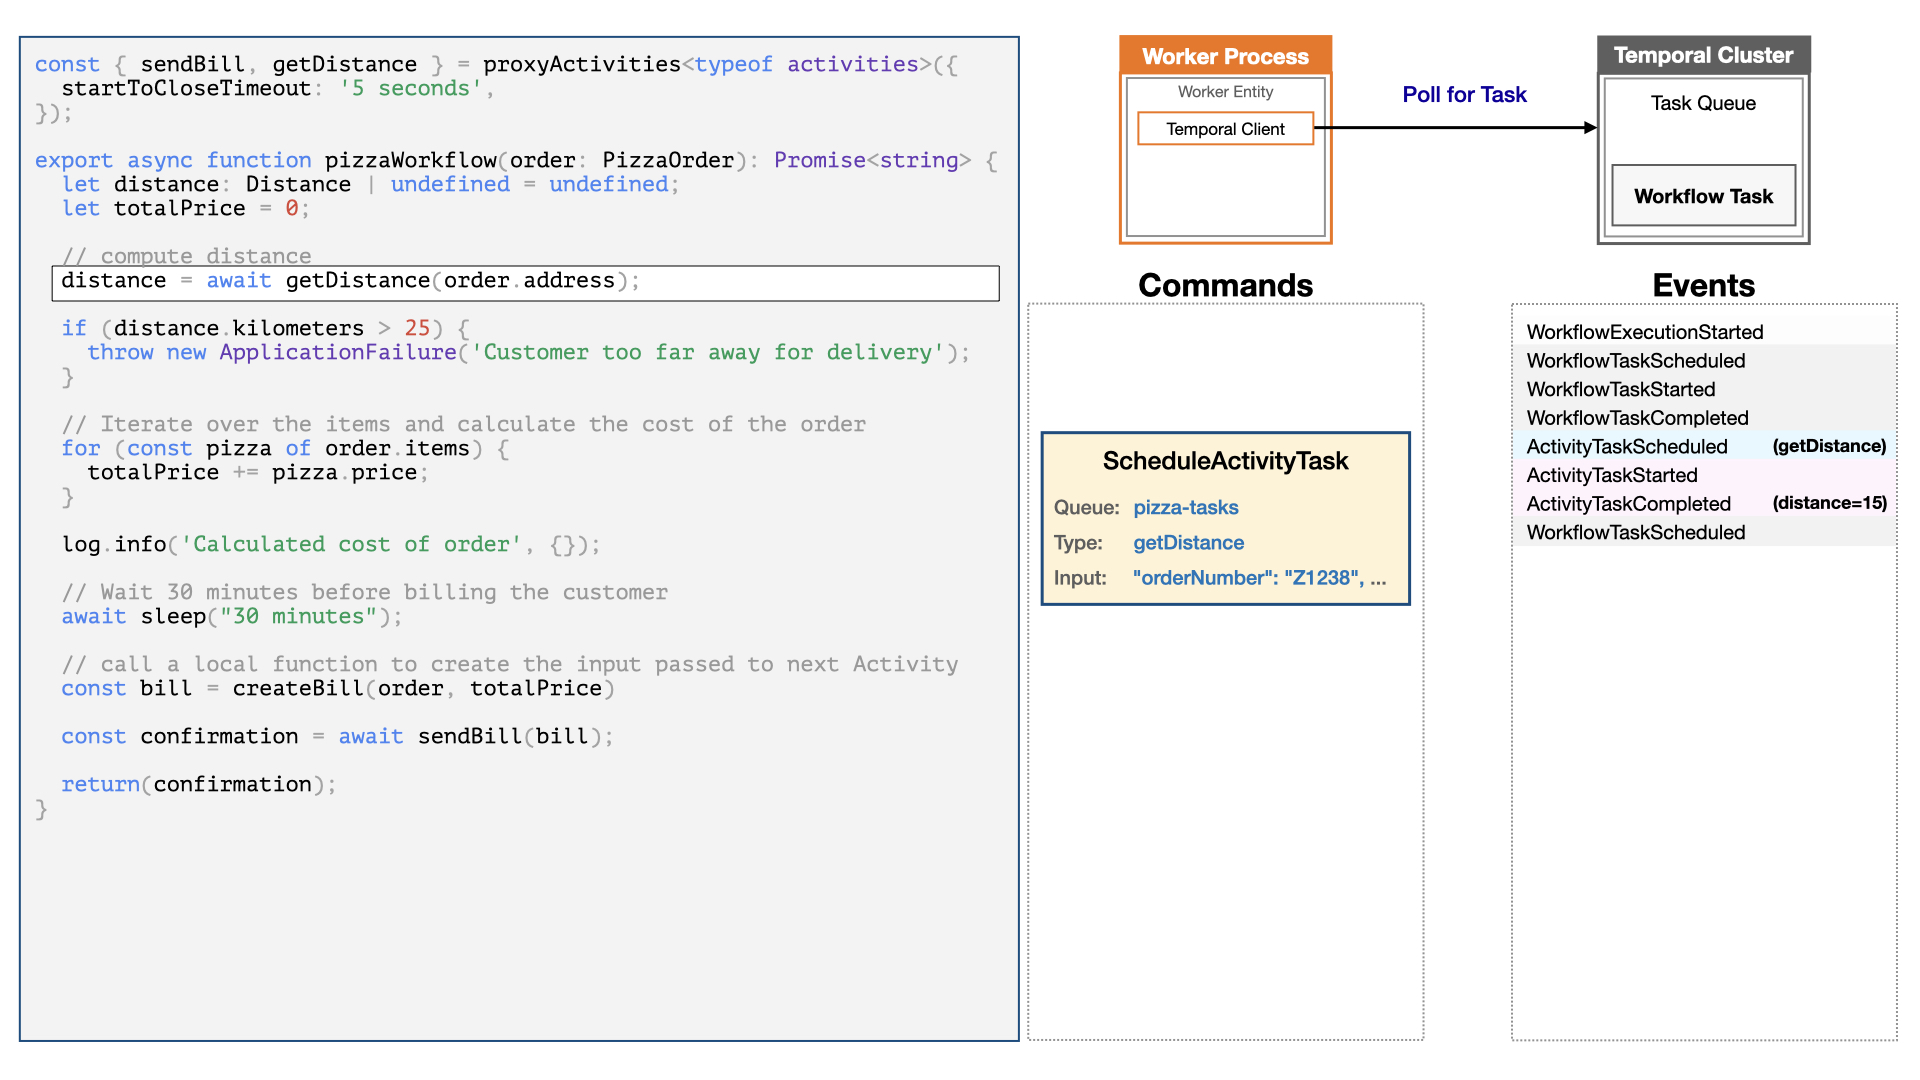 const { sendBill, getDistance } = proxyActivities<typeof activities>({
  startToCloseTimeout: '5 seconds',
});
export async function pizzaWorkflow(order: PizzaOrder): Promise<string> {
  let distance: Distance | undefined = undefined;
  let totalPrice = 0;
  // compute distance
  distance = await getDistance(order.address);
  if (distance.kilometers > 25) {
    throw new ApplicationFailure('Customer too far away for delivery');
  }
  // Iterate over the items and calculate the cost of the order
  for (const pizza of order.items) {
    totalPrice += pizza.price;
  }
  log.info('Calculated cost of order', {});
  // Wait 30 minutes before billing the customer
  await sleep("30 minutes");
  // call a local function to create the input passed to next Activity
  const bill = createBill(order, totalPrice)
  const confirmation = await sendBill(bill);
  return(confirmation);
}
Worker Process
Worker Entity
Temporal Client
Poll for Task
Temporal Cluster
Task Queue
Workflow Task
Commands
ScheduleActivityTask
Queue: pizza-tasks
Type: getDistance
Input: "orderNumber": "Z1238", ...
Events
WorkflowExecutionStarted
WorkflowTaskScheduled
WorkflowTaskStarted
WorkflowTaskCompleted
ActivityTaskScheduled (getDistance)
ActivityTaskStarted
ActivityTaskCompleted (distance=15)
WorkflowTaskScheduled